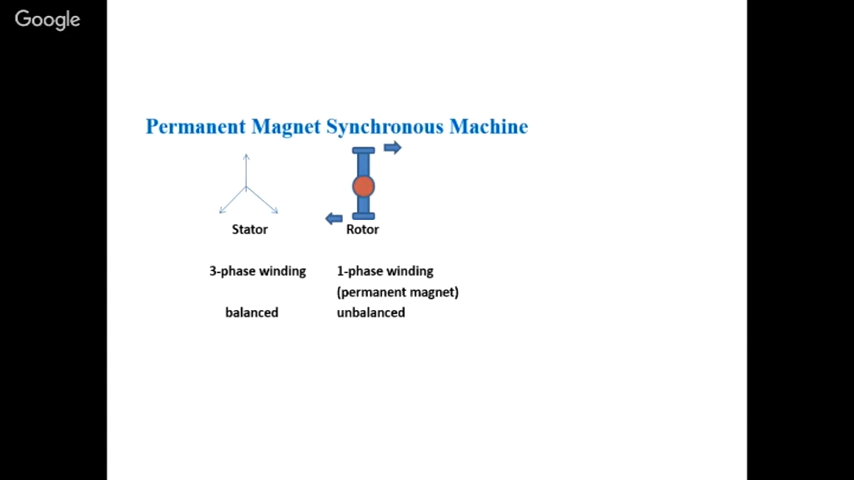 Google
Permanent Magnet Synchronous Machine
Stator Rotor
3-phase winding 1-phase winding
(permanent magnet)
balanced unbalanced